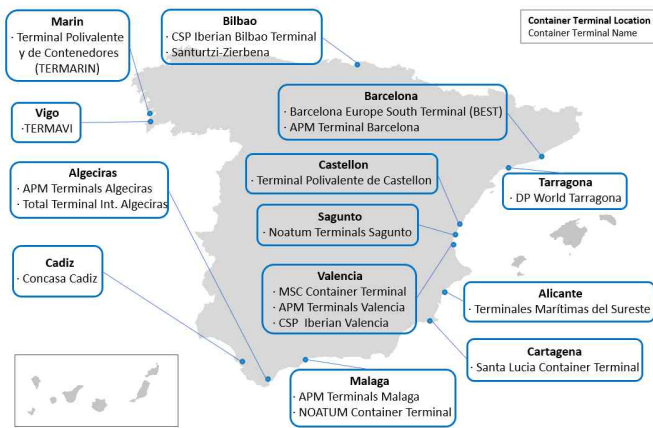 Marin
· Terminal Polivalente
y de Contenedores
(TERMARIN)
Bilbao
· CSP Iberian Bilbao Terminal
· Santurtzi-Zierbena
Container Terminal Location
Container Terminal Name
Vigo
·TERMAVI
Barcelona
· Barcelona Europe South Terminal (BEST)
· APM Terminal Barcelona
Algeciras
· APM Terminals Algeciras
· Total Terminal Int. Algeciras
Castellon
· Terminal Polivalente de Castellon
Tarragona
· DP World Tarragona
Sagunto
· Noatum Terminals Sagunto
Cadiz
· Concasa Cadiz
Valencia
· MSC Container Terminal
· APM Terminals Valencia
· CSP Iberian Valencia
Alicante
· Terminales Marítimas del Sureste
Cartagena
· Santa Lucia Container Terminal
Malaga
· APM Terminals Malaga
· NOATUM Container Terminal